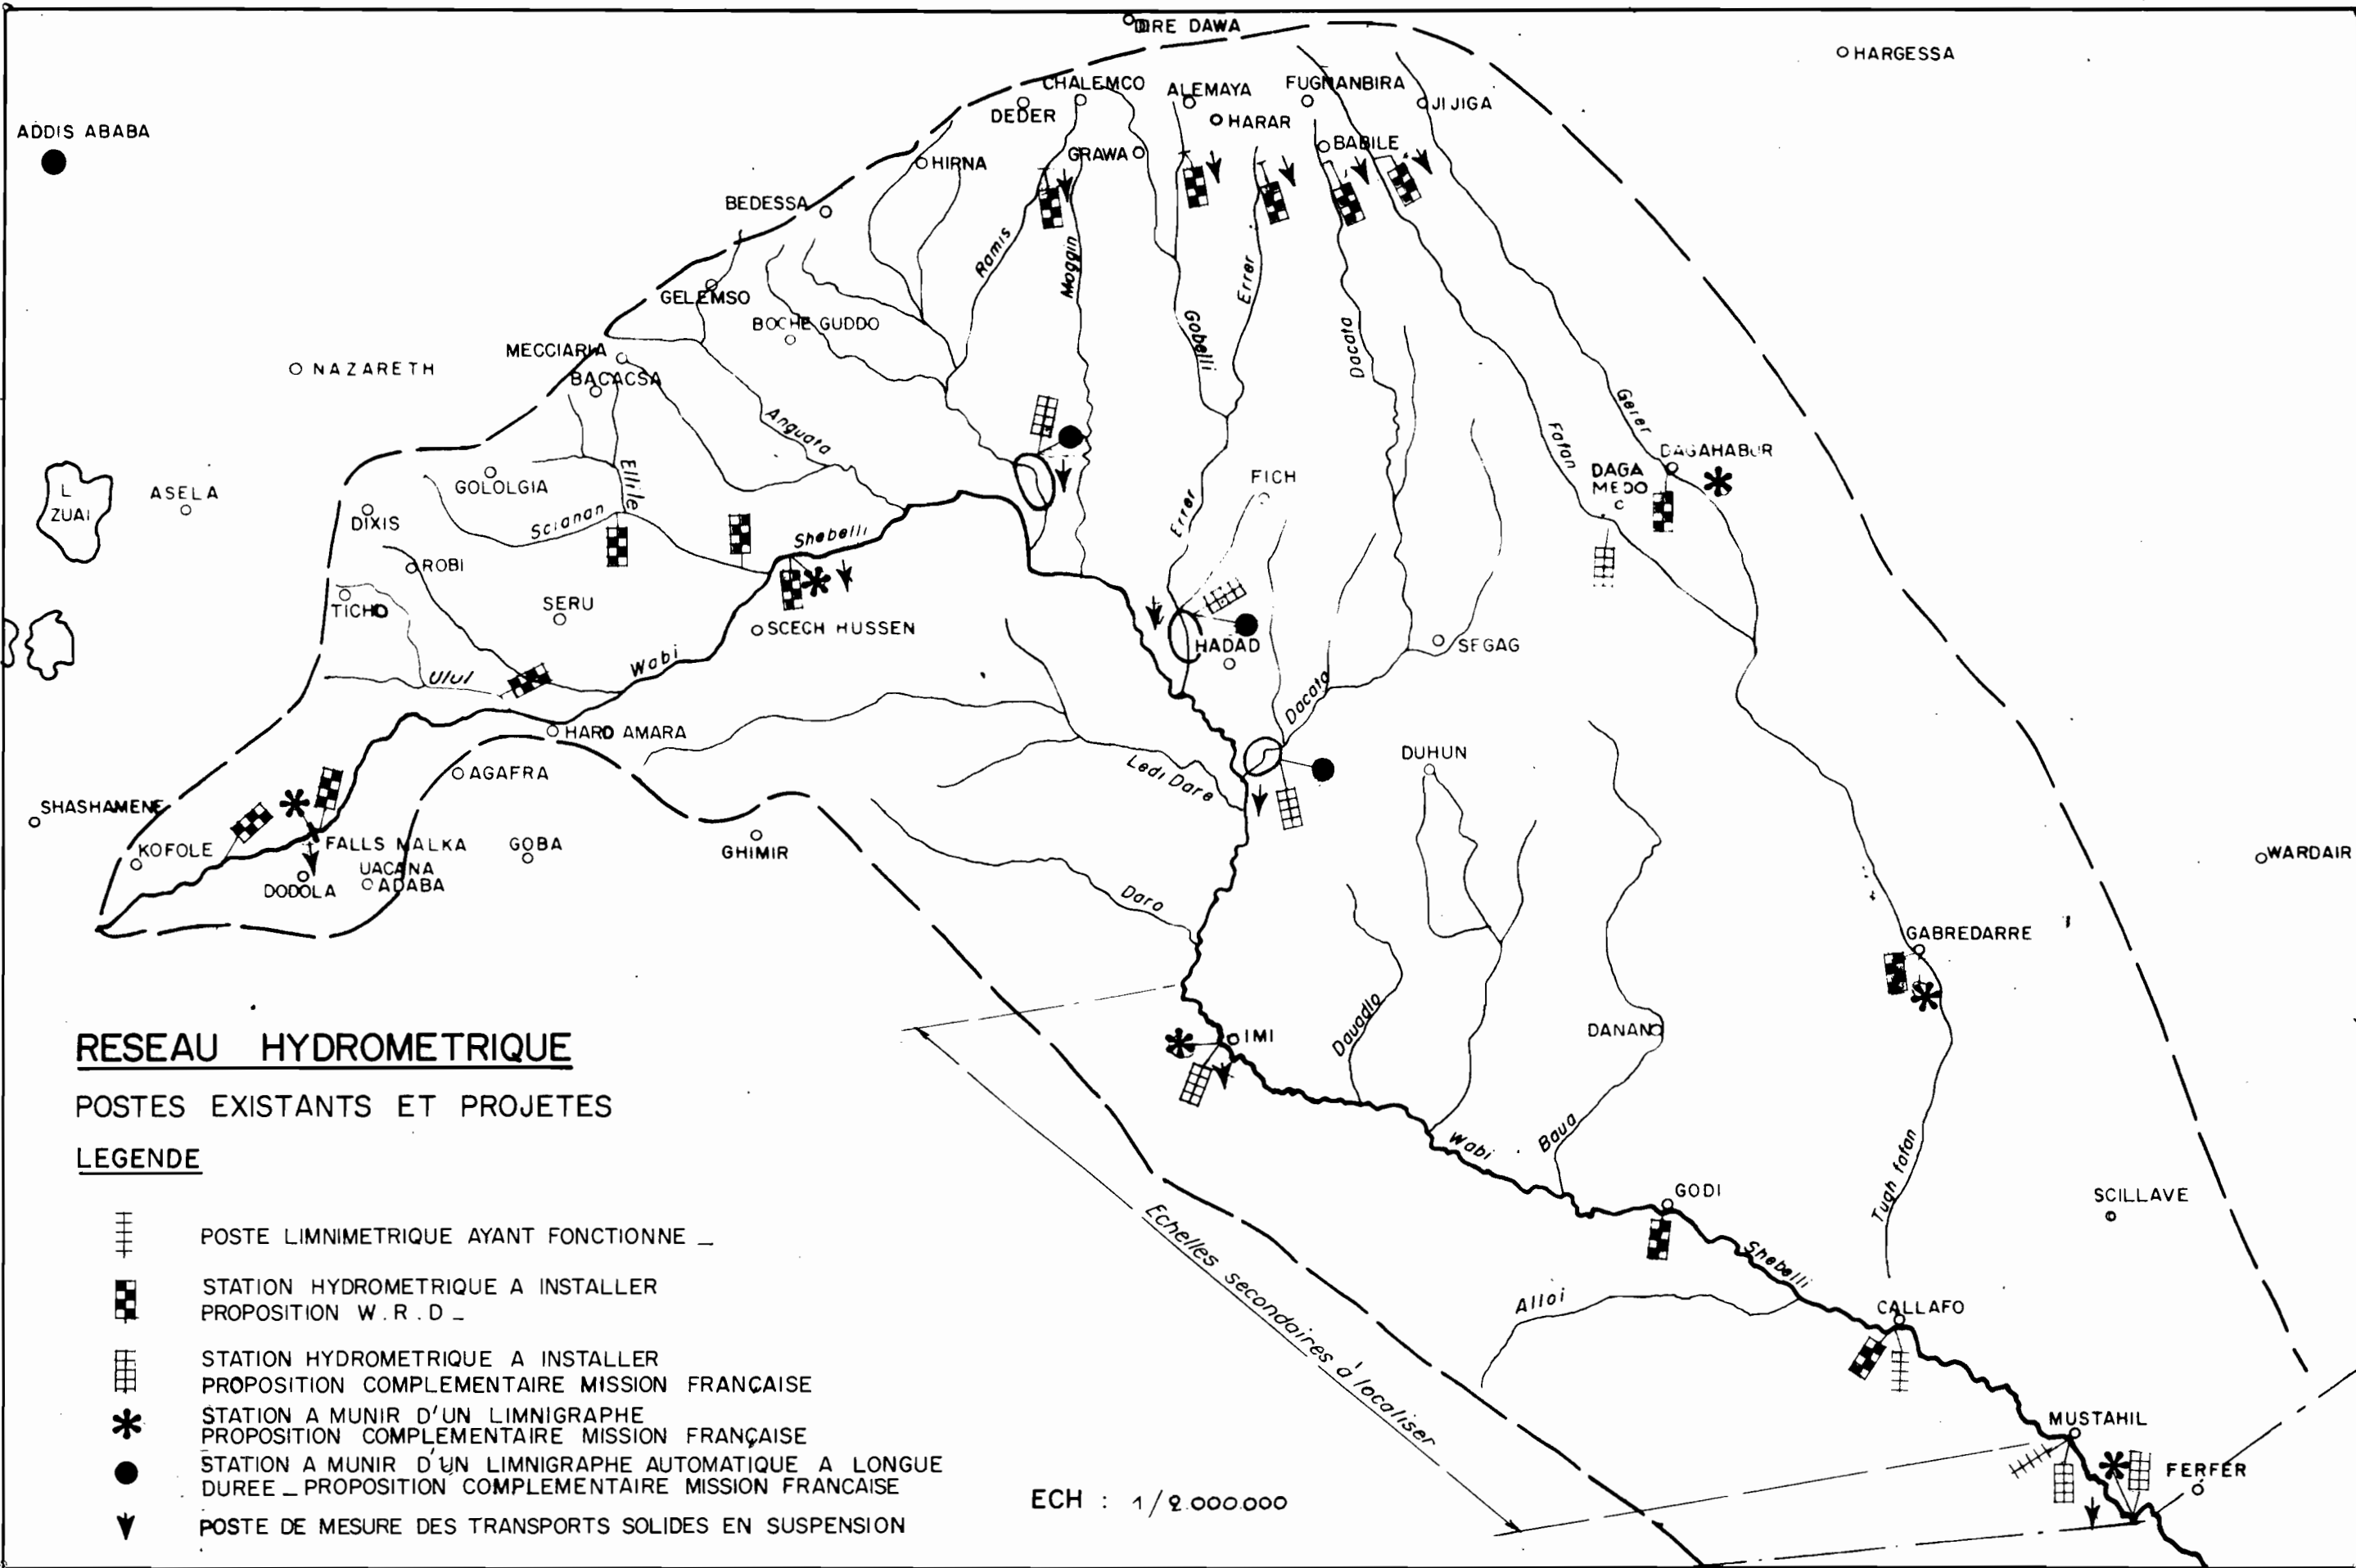 DIRE DAWA
HARGESSA
CHALEMCO
ALEMAYA
FUGNANBIRA
JIJIGA
DEDER
HARAR
ADDIS ABABA
BABILE
GRAWA
HIRNA
BEDESSA
Ramis
Moggin
Gobelli
Errer
Dacata
GELEMSO
BOCHE GUDDO
MECCIARIA
NAZARETH
BACACSA
Anguata
Gerer
Fafan
DAGAHABUR
DAGA
MEDO
FICH
L
ZUAI
ASELA
GOLOLGIA
Ellile
DIXIS
Scianan
Shebelli
Errer
ROBI
TICHO
SERU
SCECH HUSSEN
HADAD
SEGAG
Ulul
Wabi
Dacata
HARO AMARA
AGAFRA
Ledi Dare
DUHUN
SHASHAMENE
KOFOLE
FALLS MALKA
UACANA
ADABA
DODOLA
GOBA
GHIMIR
WARDAIR
Daro
GABREDARRE
IMI
Dauadlo
DANAN
RESEAU HYDROMETRIQUE
POSTES EXISTANTS ET PROJETES
LEGENDE
POSTE LIMNIMETRIQUE AYANT FONCTIONNE _
STATION HYDROMETRIQUE A INSTALLER
PROPOSITION W.R.D _
STATION HYDROMETRIQUE A INSTALLER
PROPOSITION COMPLEMENTAIRE MISSION FRANÇAISE
STATION A MUNIR D'UN LIMNIGRAPHE
PROPOSITION COMPLEMENTAIRE MISSION FRANÇAISE
STATION A MUNIR D'UN LIMNIGRAPHE AUTOMATIQUE A LONGUE
DUREE _ PROPOSITION COMPLEMENTAIRE MISSION FRANCAISE
POSTE DE MESURE DES TRANSPORTS SOLIDES EN SUSPENSION
ECH : 1/2.000.000
Echelles secondaires à localiser
Wabi
Baua
Tugh fafan
GODI
SCILLAVE
Shebelli
Alloi
CALLAFO
MUSTAHIL
FERFER